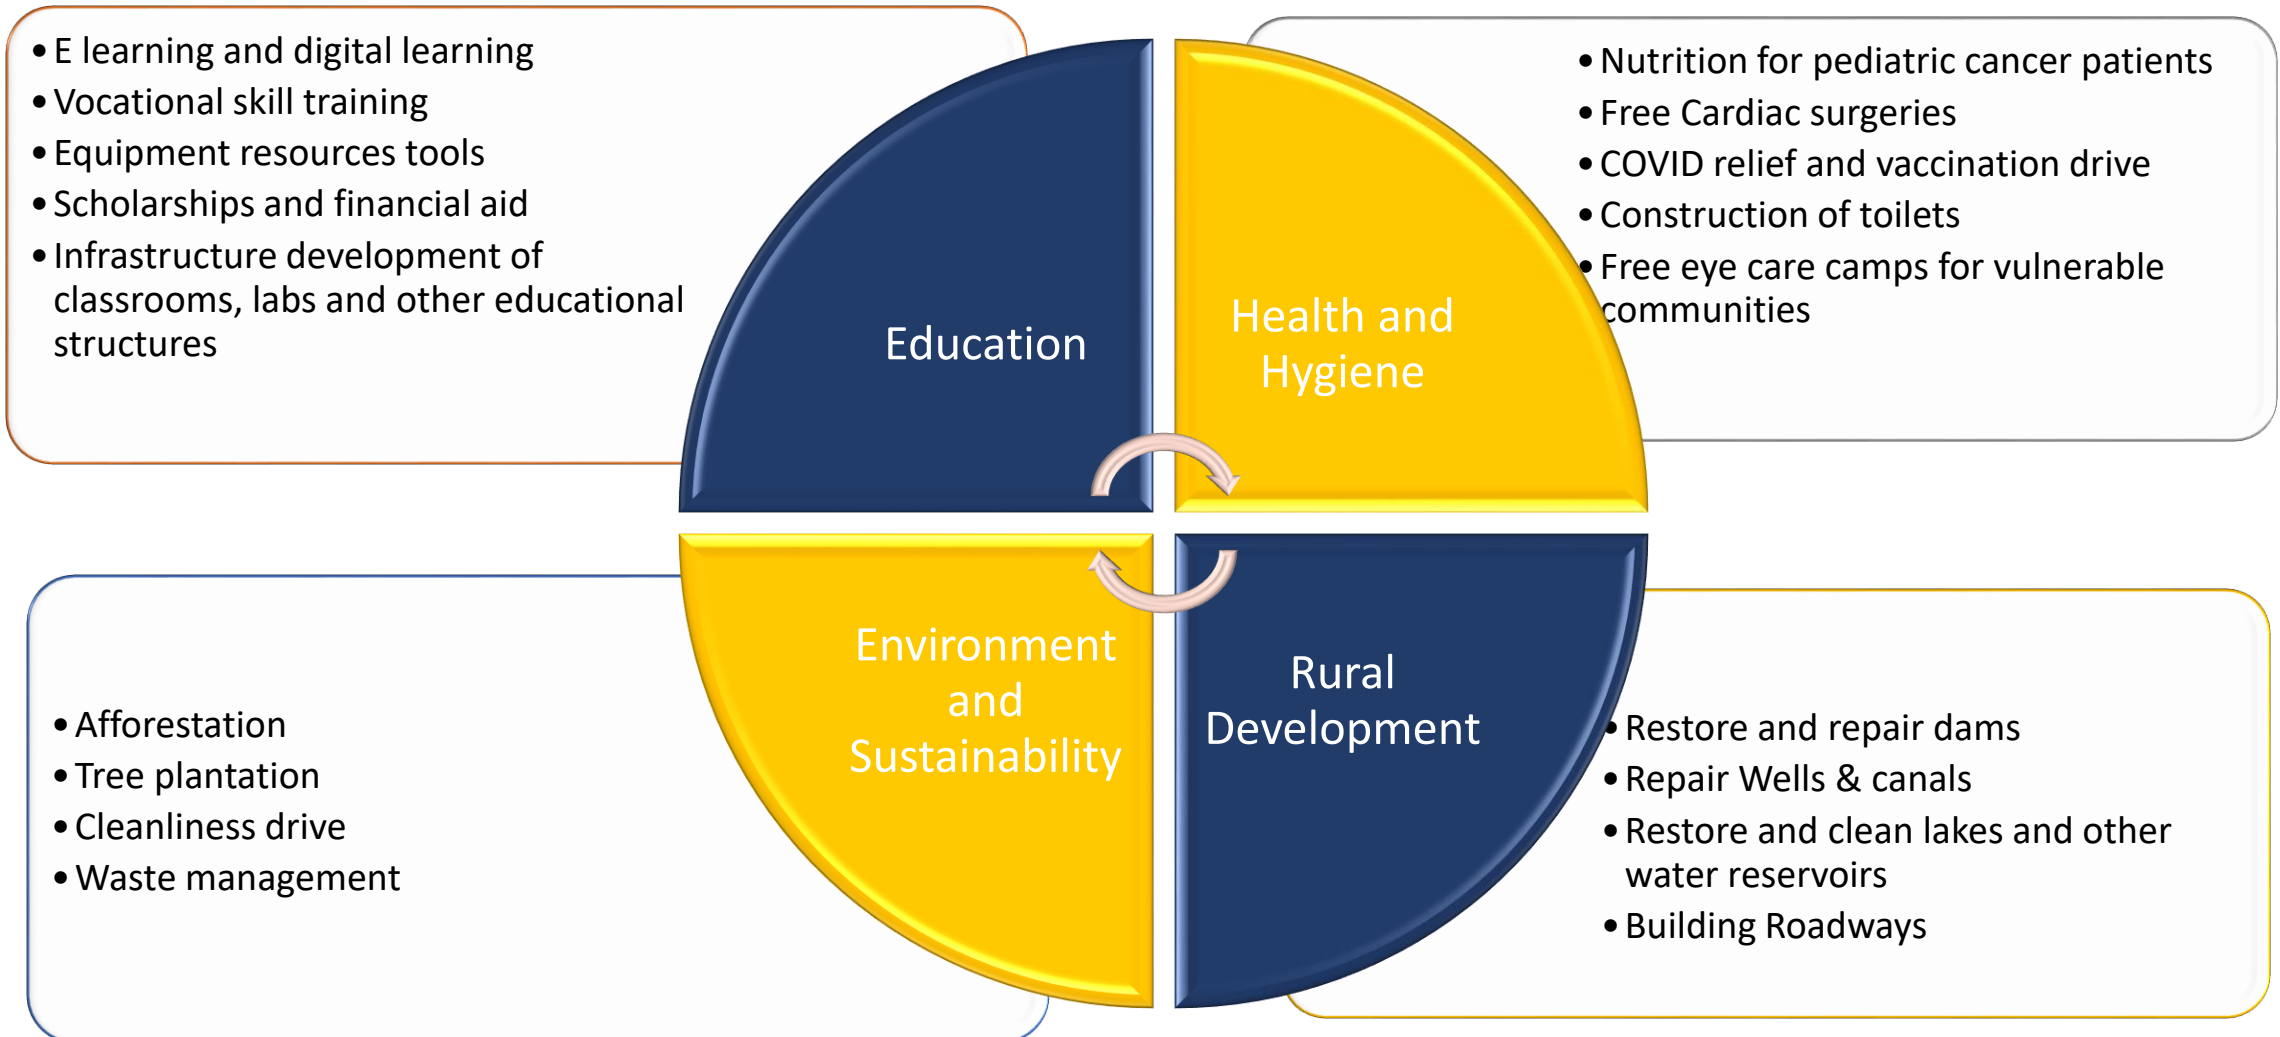 • E learning and digital learning
• Vocational skill training
• Equipment resources tools
• Scholarships and financial aid
• Infrastructure development of
classrooms, labs and other educational
structures
Education
Health and
Hygiene
• Nutrition for pediatric cancer patients
• Free Cardiac surgeries
• COVID relief and vaccination drive
• Construction of toilets
• Free eye care camps for vulnerable
communities
• Afforestation
• Tree plantation
• Cleanliness drive
• Waste management
Environment
and
Sustainability
Rural
Development
• Restore and repair dams
• Repair Wells & canals
• Restore and clean lakes and other
water reservoirs
• Building Roadways